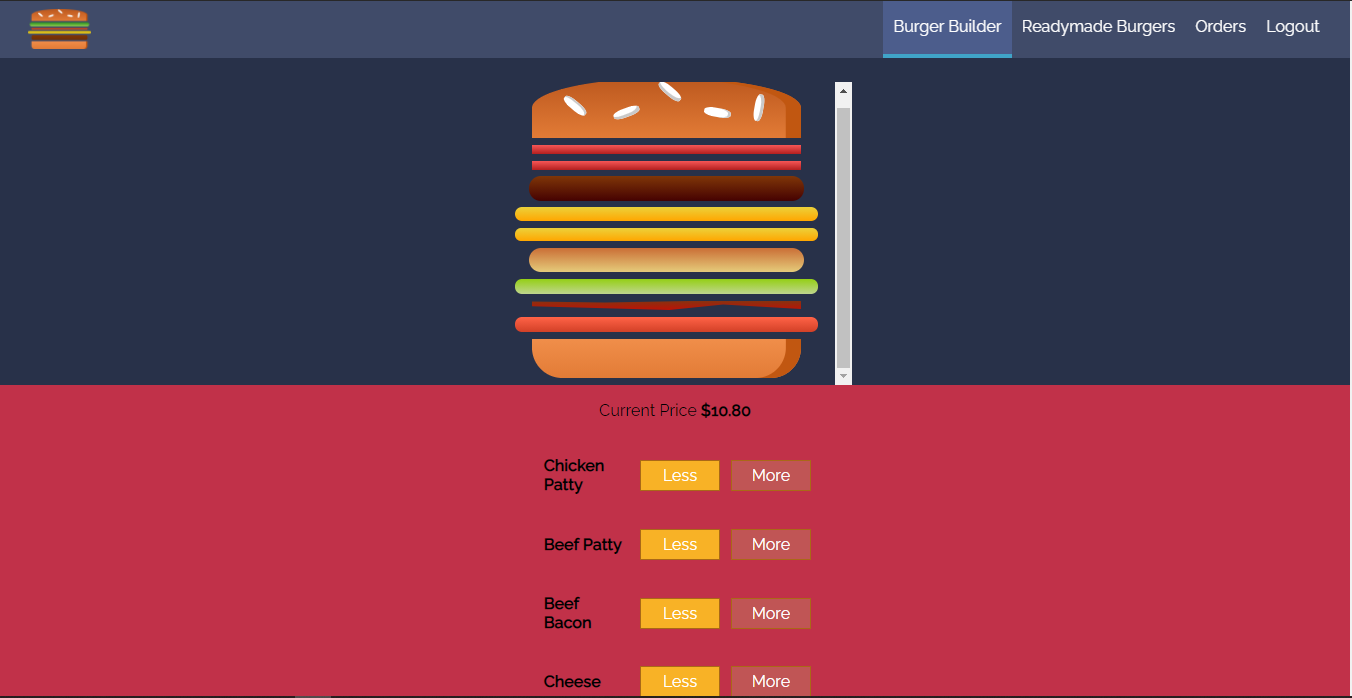 Burger Builder Readymade Burgers Orders Logout
Current Price $10.80
Chicken
Patty
Less More
Beef Patty Less More
Beef
Bacon
Less More
Cheese Less More